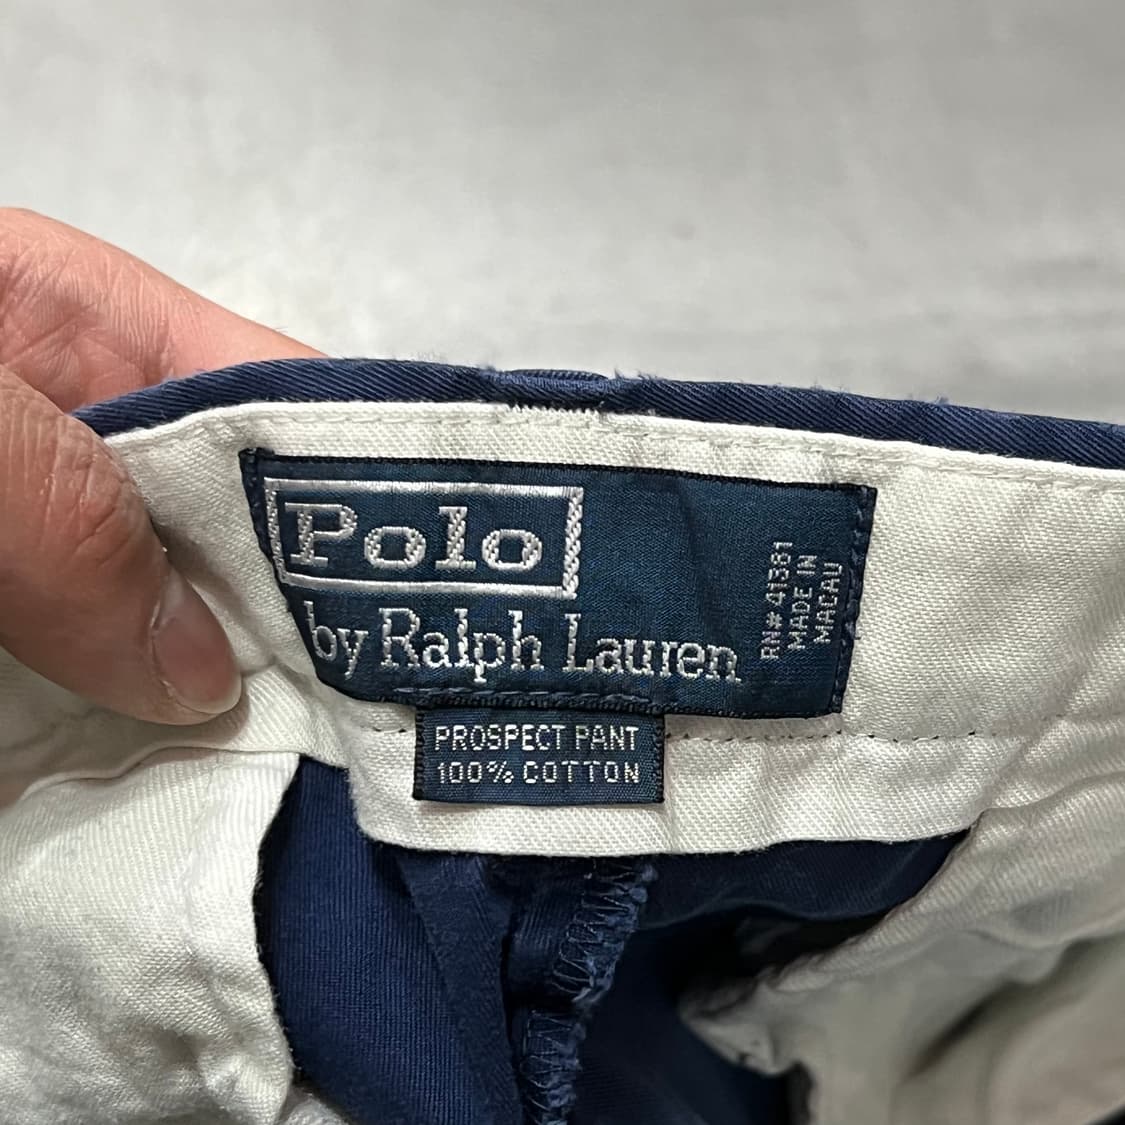 Polo
by Ralph Lauren
RN# 41381
MADE IN
MACAU
PROSPECT PANT
100% COTTON